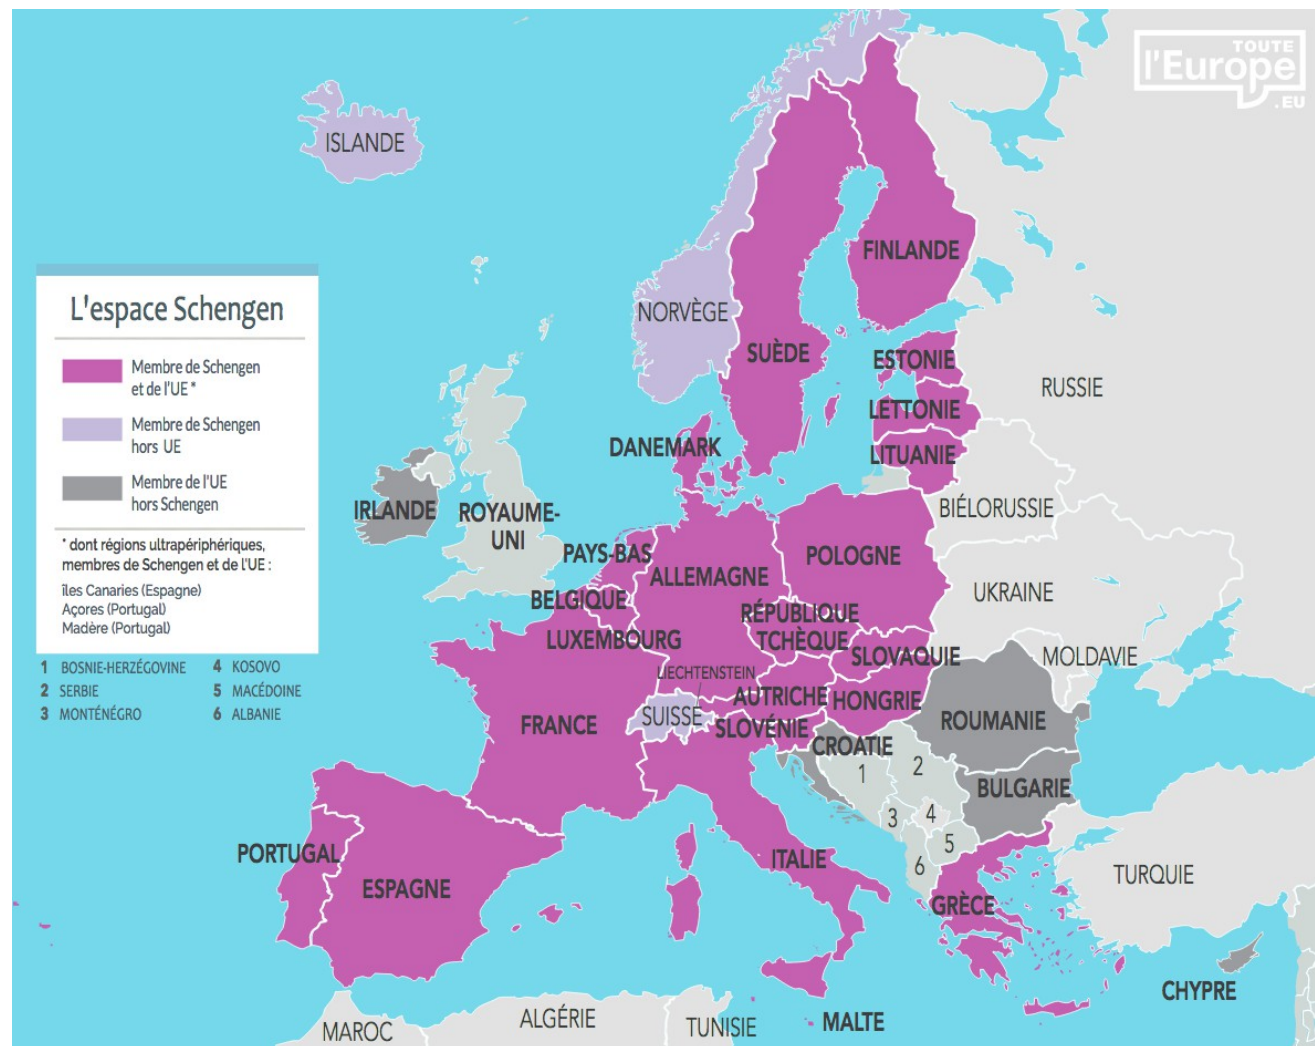 TOUTE
l'Europe
.EU
ISLANDE
FINLANDE
NORVÈGE
SUÈDE
ESTONIE
RUSSIE
LETTONIE
DANEMARK
LITUANIE
L'espace Schengen
Membre de Schengen
et de l'UE *
Membre de Schengen
hors UE
Membre de l'UE
hors Schengen
* dont régions ultrapériphériques,
membres de Schengen et de l'UE :
îles Canaries (Espagne)
Açores (Portugal)
Madère (Portugal)
1 BOSNIE-HERZÉGOVINE
2 SERBIE
3 MONTÉNÉGRO
4 KOSOVO
5 MACÉDOINE
6 ALBANIE
IRLANDE
ROYAUME-
UNI
BIÉLORUSSIE
PAYS-BAS
POLOGNE
ALLEMAGNE
UKRAINE
BELGIQUE
RÉPUBLIQUE
TCHÈQUE
LUXEMBOURG
SLOVAQUIE
MOLDAVIE
LIECHTENSTEIN
AUTRICHE
HONGRIE
SUISSE
FRANCE
SLOVÉNIE
ROUMANIE
CROATIE
1
2
BULGARIE
3
4
5
6
PORTUGAL
ESPAGNE
ITALIE
TURQUIE
GRÈCE
CHYPRE
MAROC
ALGÉRIE
TUNISIE
MALTE